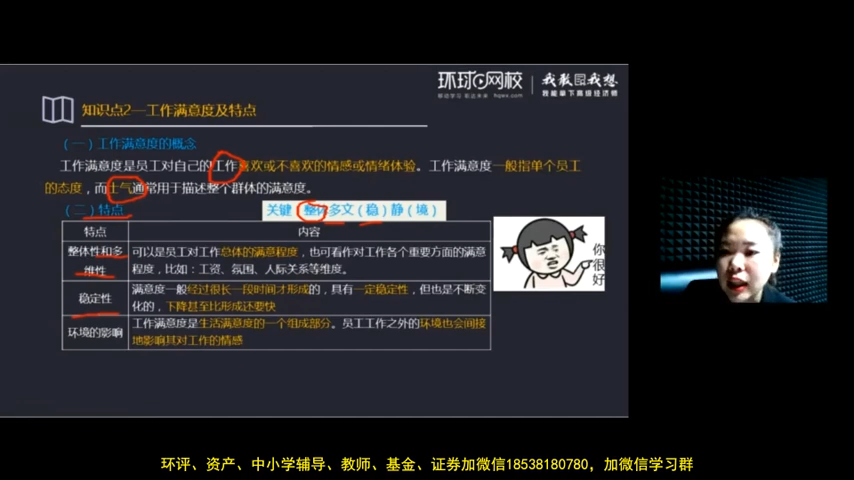 环球网校
我敢我想
hqwx.com
我能拿下高级经济师
知识点2—工作满意度及特点
（一）工作满意度的概念
工作满意度是员工对自己的工作喜欢或不喜欢的情感或情绪体验。工作满意度一般指单个员工
的态度，而士气通常用于描述整个群体的满意度。
（二）特点
关键（整体多文（稳）静（境）
特点
内容
整体性和多
维性
可以是员工对工作总体的满意程度，也可看作对工作各个重要方面的满意
程度，比如：工资、氛围、人际关系等维度。
稳定性
满意度一般经过很长一段时间才形成的，具有一定稳定性，但也是不断变
化的，下降甚至比形成还要快
环境的影响
工作满意度是生活满意度的一个组成部分。员工工作之外的环境也会间接
地影响其对工作的情感
你
很
好
环评、资产、中小学辅导、教师、基金、证券加微信18538180780，加微信学习群